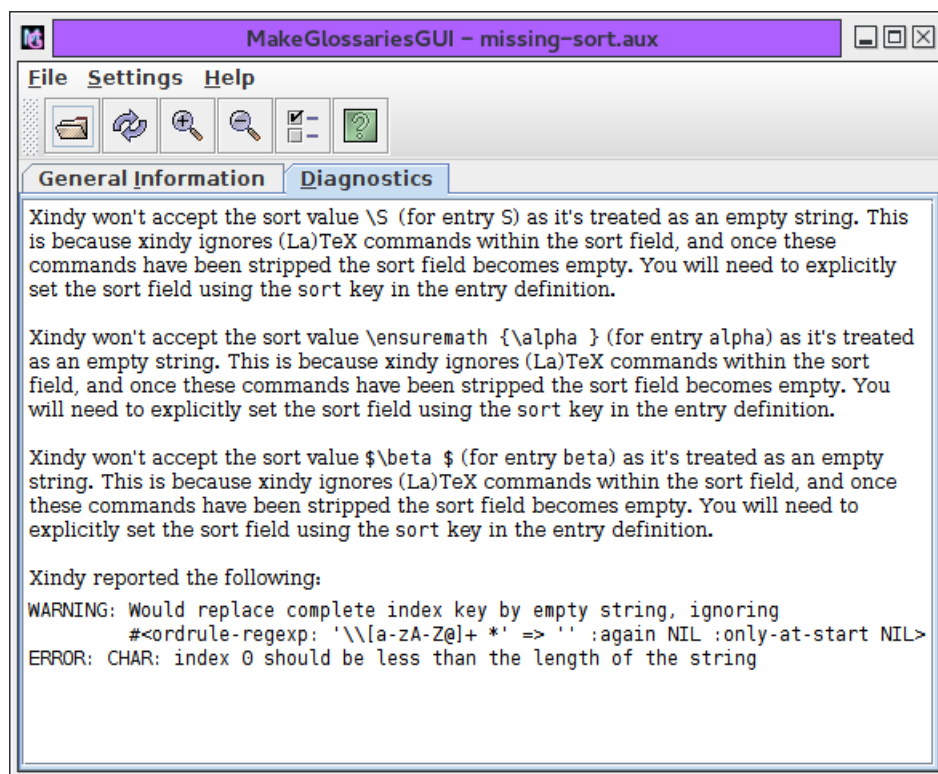 MakeGlossariesGUI – missing-sort.aux
File Settings Help
General Information Diagnostics
Xindy won't accept the sort value \S (for entry S) as it's treated as an empty string. This
is because xindy ignores (La)TeX commands within the sort field, and once these
commands have been stripped the sort field becomes empty. You will need to explicitly
set the sort field using the sort key in the entry definition.
Xindy won't accept the sort value \ensuremath {\alpha } (for entry alpha) as it's treated
as an empty string. This is because xindy ignores (La)TeX commands within the sort
field, and once these commands have been stripped the sort field becomes empty. You
will need to explicitly set the sort field using the sort key in the entry definition.
Xindy won't accept the sort value $\beta $ (for entry beta) as it's treated as an empty
string. This is because xindy ignores (La)TeX commands within the sort field, and once
these commands have been stripped the sort field becomes empty. You will need to
explicitly set the sort field using the sort key in the entry definition.
Xindy reported the following:
WARNING: Would replace complete index key by empty string, ignoring
#<ordrule-regexp: '\\[a-zA-Z@]+ *' => '' :again NIL :only-at-start NIL>
ERROR: CHAR: index 0 should be less than the length of the string